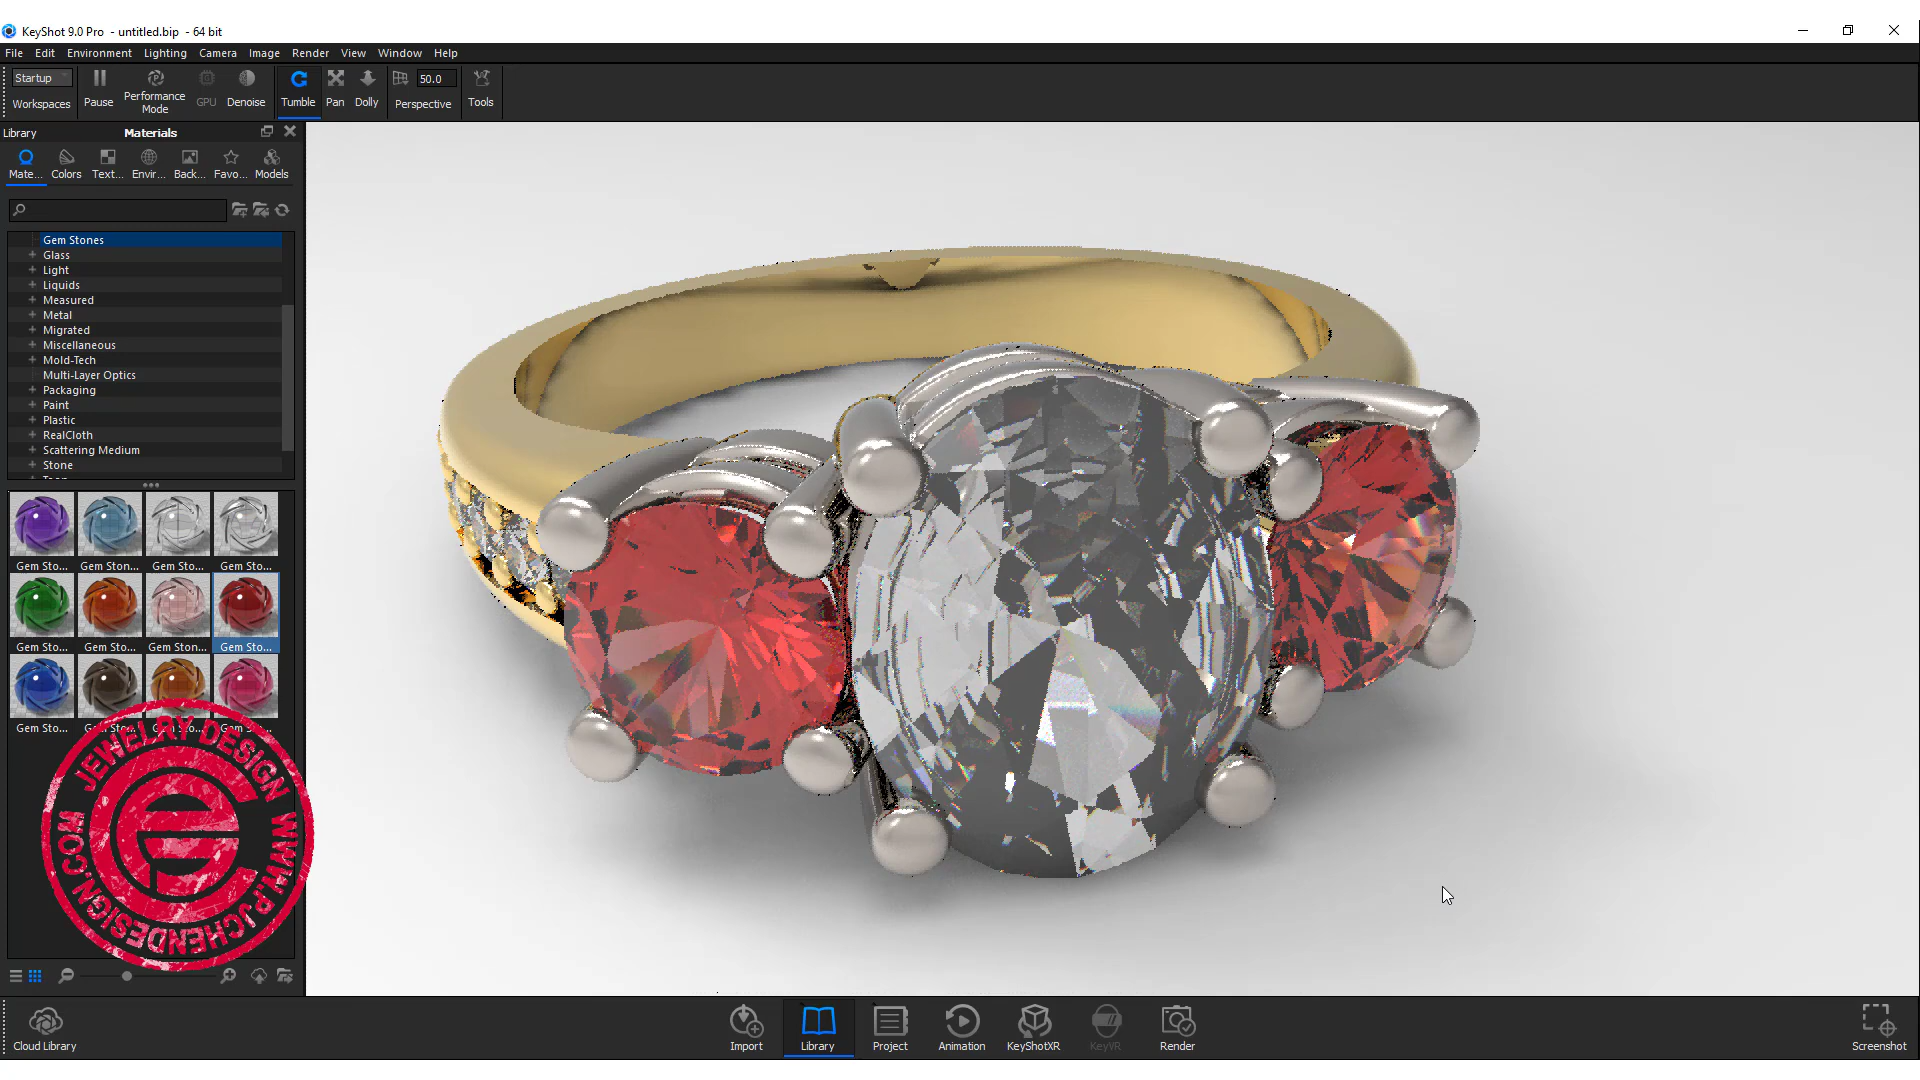 KeyShot 9.0 Pro - untitled.bip - 64 bit
File Edit Environment Lighting Camera Image Render View Window Help
Startup
50.0
Workspaces Pause Performance Mode GPU Denoise Tumble Pan Dolly Perspective Tools
Library Materials
Mate... Colors Text... Envir... Back... Favo... Models
Gem Stones
Glass
Light
Liquids
Measured
Metal
Migrated
Miscellaneous
Mold-Tech
Multi-Layer Optics
Packaging
Paint
Plastic
RealCloth
Scattering Medium
Stone
Gem Sto... Gem Ston... Gem Sto... Gem Sto...
Gem Sto... Gem Sto... Gem Ston... Gem Sto...
Gem Sto...
JEWELRY DESIGN WWW.PJCHENDESIGN.COM
Cloud Library Import Library Project Animation KeyShotXR KeyVR Render Screenshot